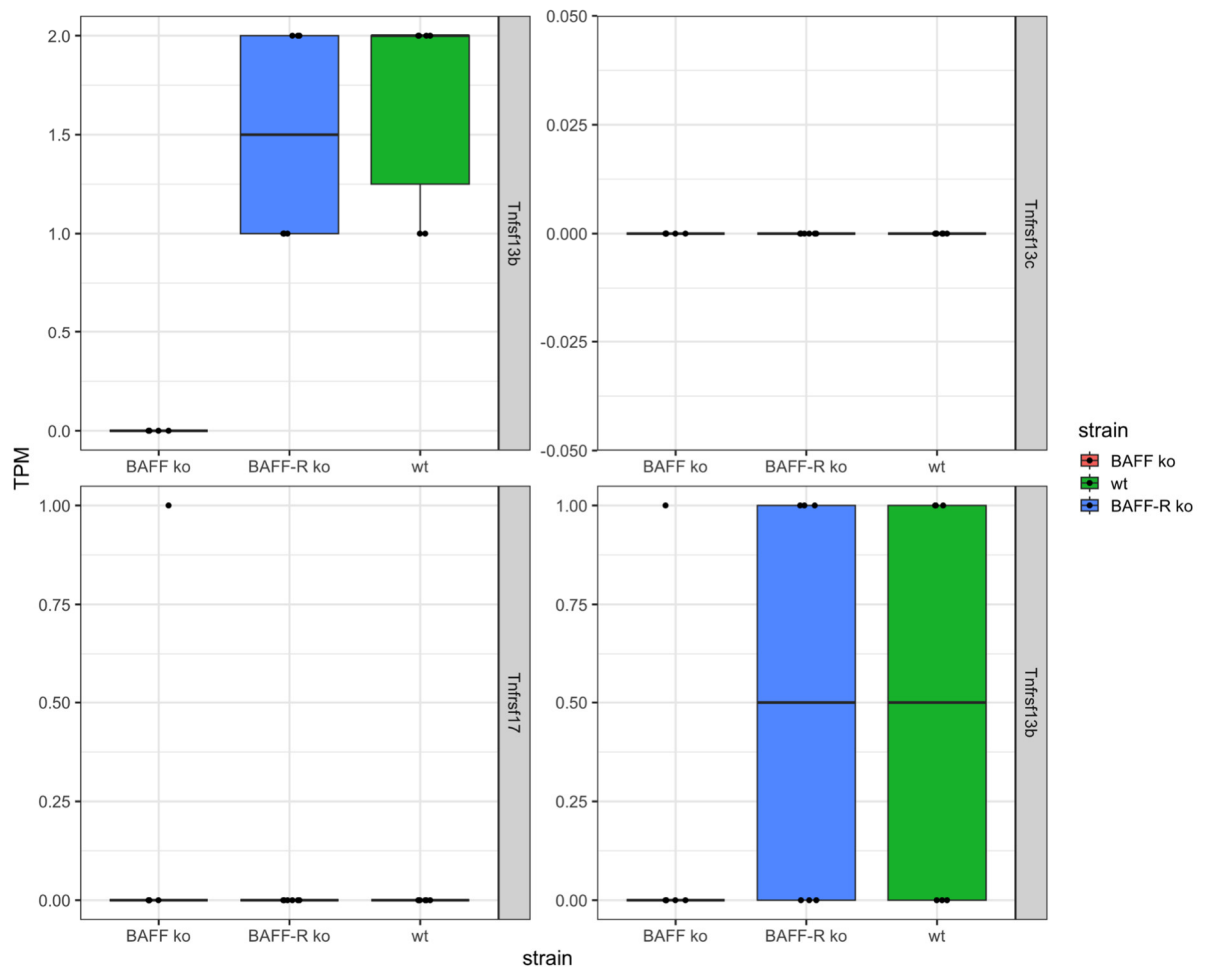 TPM
2.0
1.5
1.0
0.5
0.0
BAFF ko BAFF-R ko wt
Tnfsf13b
0.050
0.025
0.000
-0.025
-0.050
BAFF ko BAFF-R ko wt
Tnfrsf13c
1.00
0.75
0.50
0.25
0.00
BAFF ko BAFF-R ko wt
Tnfrsf17
1.00
0.75
0.50
0.25
0.00
BAFF ko BAFF-R ko wt
Tnfrsf13b
strain
strain
BAFF ko
wt
BAFF-R ko